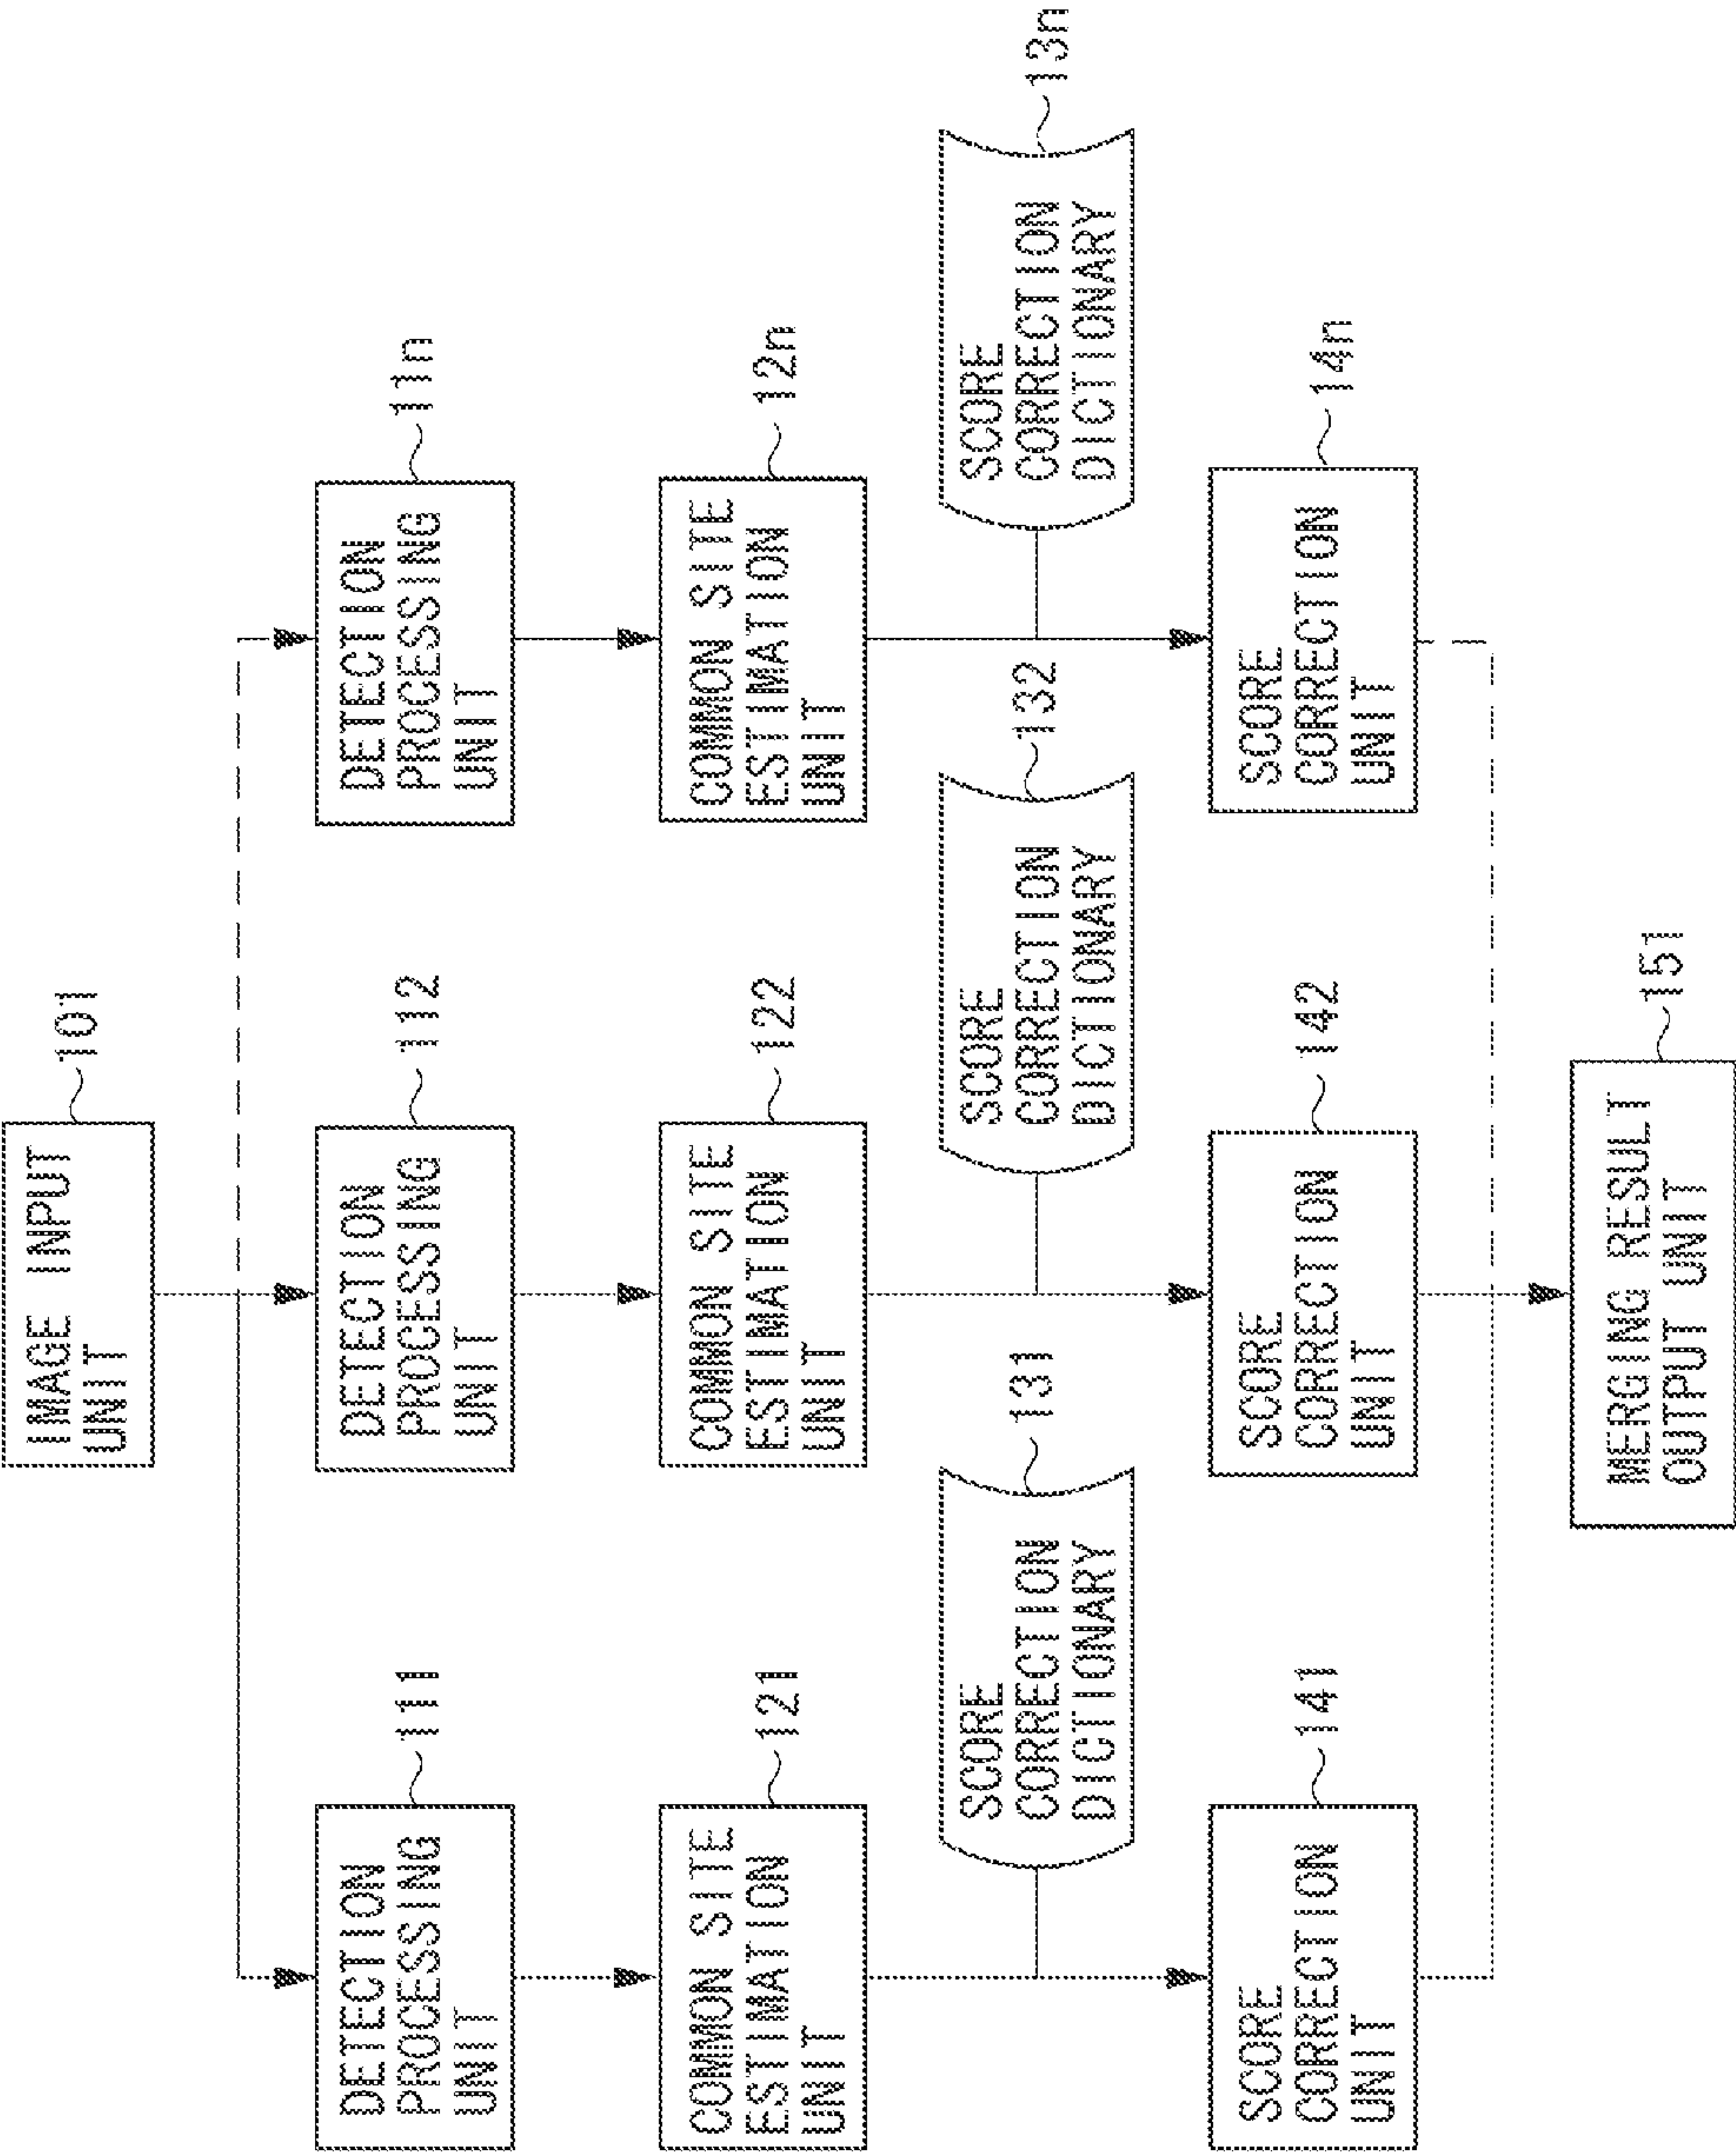 IMAGE INPUT
UNIT
101
DETECTION
PROCESSING
UNIT
111
DETECTION
PROCESSING
UNIT
112
DETECTION
PROCESSING
UNIT
11n
COMMON SITE
ESTIMATION
UNIT
121
COMMON SITE
ESTIMATION
UNIT
122
COMMON SITE
ESTIMATION
UNIT
12n
SCORE
CORRECTION
DICTIONARY
131
SCORE
CORRECTION
DICTIONARY
132
SCORE
CORRECTION
DICTIONARY
13n
SCORE
CORRECTION
UNIT
141
SCORE
CORRECTION
UNIT
142
SCORE
CORRECTION
UNIT
14n
MERGING RESULT
OUTPUT UNIT
151